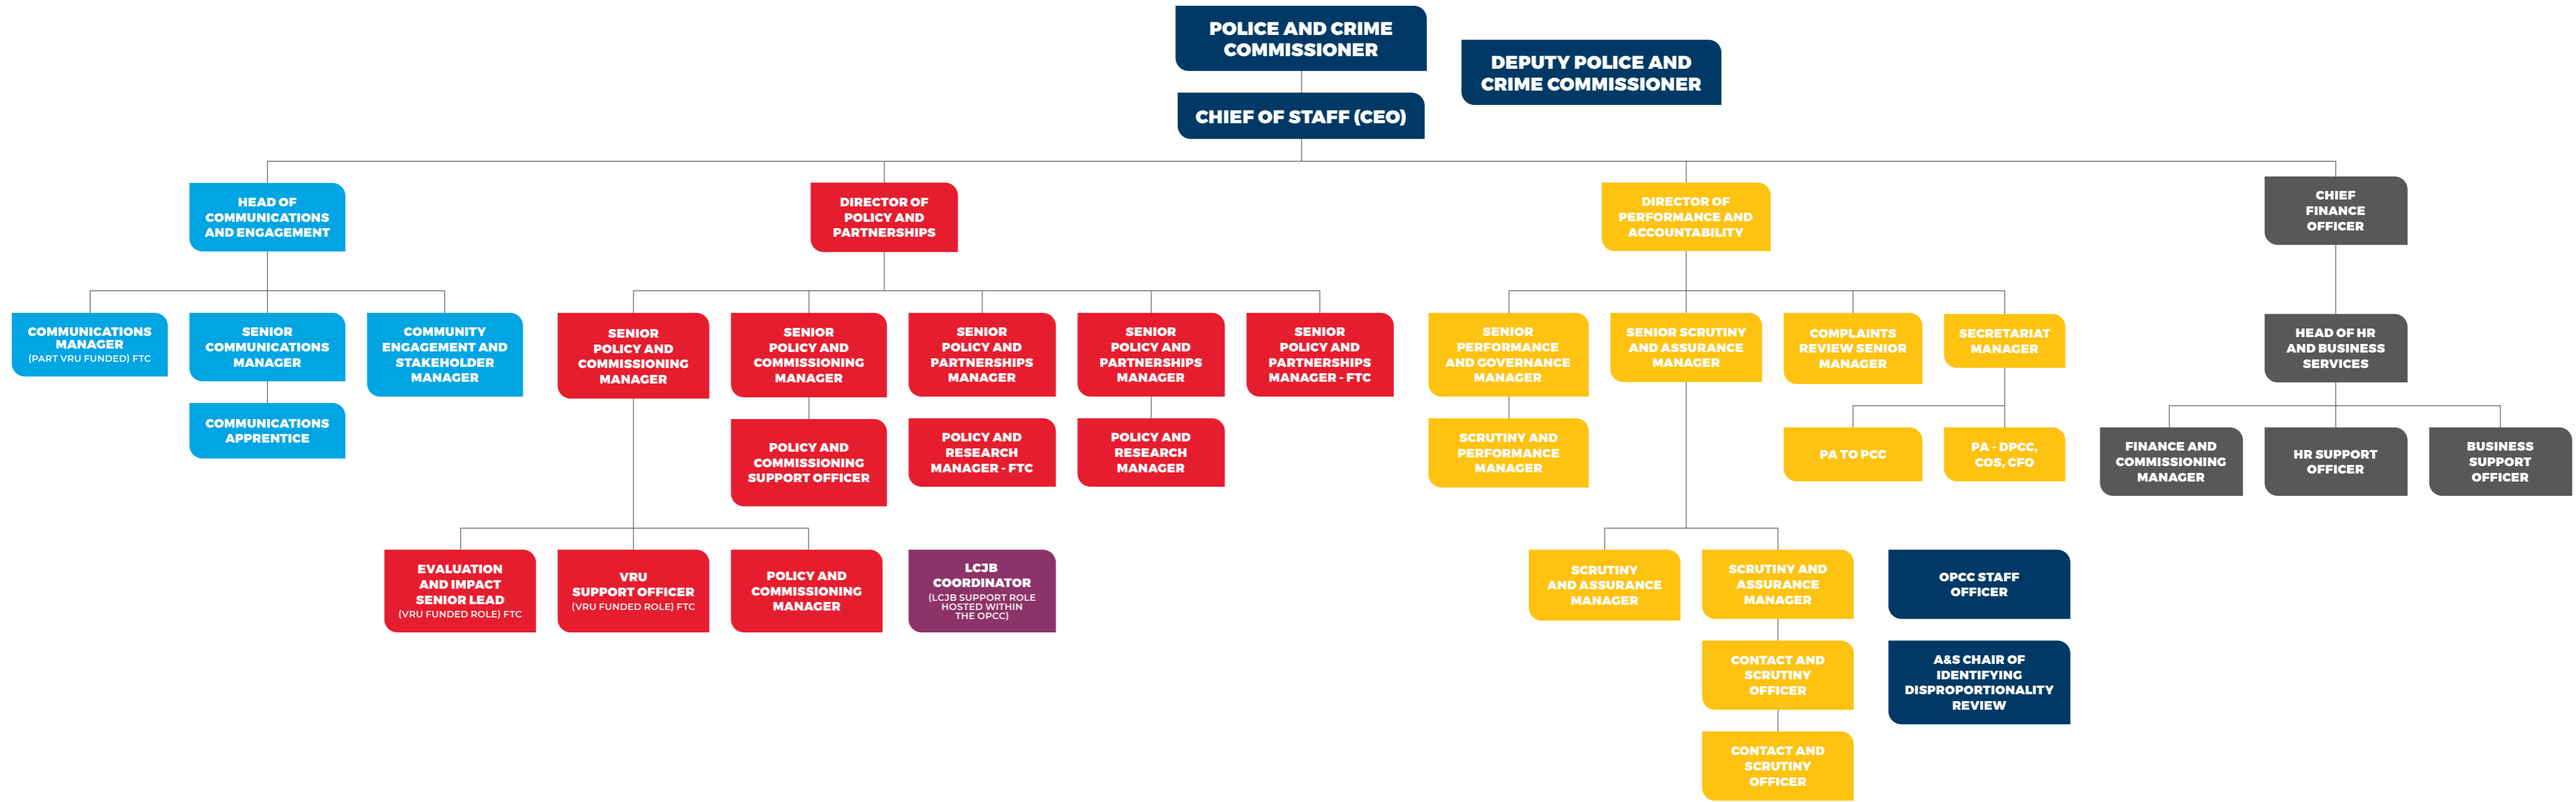 POLICE AND CRIME
COMMISSIONER
DEPUTY POLICE AND
CRIME COMMISSIONER
CHIEF OF STAFF (CEO)
HEAD OF
COMMUNICATIONS
AND ENGAGEMENT
DIRECTOR OF
POLICY AND
PARTNERSHIPS
DIRECTOR OF
PERFORMANCE AND
ACCOUNTABILITY
CHIEF
FINANCE
OFFICER
COMMUNICATIONS
MANAGER
(PART VRU FUNDED) FTC
SENIOR
COMMUNICATIONS
MANAGER
COMMUNITY
ENGAGEMENT AND
STAKEHOLDER
MANAGER
SENIOR
POLICY AND
COMMISSIONING
MANAGER
SENIOR
POLICY AND
COMMISSIONING
MANAGER
SENIOR
POLICY AND
PARTNERSHIPS
MANAGER
SENIOR
POLICY AND
PARTNERSHIPS
MANAGER
SENIOR
POLICY AND
PARTNERSHIPS
MANAGER - FTC
SENIOR
PERFORMANCE
AND GOVERNANCE
MANAGER
SENIOR SCRUTINY
AND ASSURANCE
MANAGER
COMPLAINTS
REVIEW SENIOR
MANAGER
SECRETARIAT
MANAGER
HEAD OF HR
AND BUSINESS
SERVICES
COMMUNICATIONS
APPRENTICE
POLICY AND
COMMISSIONING
SUPPORT OFFICER
POLICY AND
RESEARCH
MANAGER - FTC
POLICY AND
RESEARCH
MANAGER
SCRUTINY AND
PERFORMANCE
MANAGER
PA TO PCC
PA - DPCC,
COS, CFO
FINANCE AND
COMMISSIONING
MANAGER
HR SUPPORT
OFFICER
BUSINESS
SUPPORT
OFFICER
EVALUATION
AND IMPACT
SENIOR LEAD
(VRU FUNDED ROLE) FTC
VRU
SUPPORT OFFICER
(VRU FUNDED ROLE) FTC
POLICY AND
COMMISSIONING
MANAGER
LCJB
COORDINATOR
(LCJB SUPPORT ROLE
HOSTED WITHIN
THE OPCC)
SCRUTINY
AND ASSURANCE
MANAGER
SCRUTINY AND
ASSURANCE
MANAGER
OPCC STAFF
OFFICER
CONTACT AND
SCRUTINY
OFFICER
A&S CHAIR OF
IDENTIFYING
DISPROPORTIONALITY
REVIEW
CONTACT AND
SCRUTINY
OFFICER